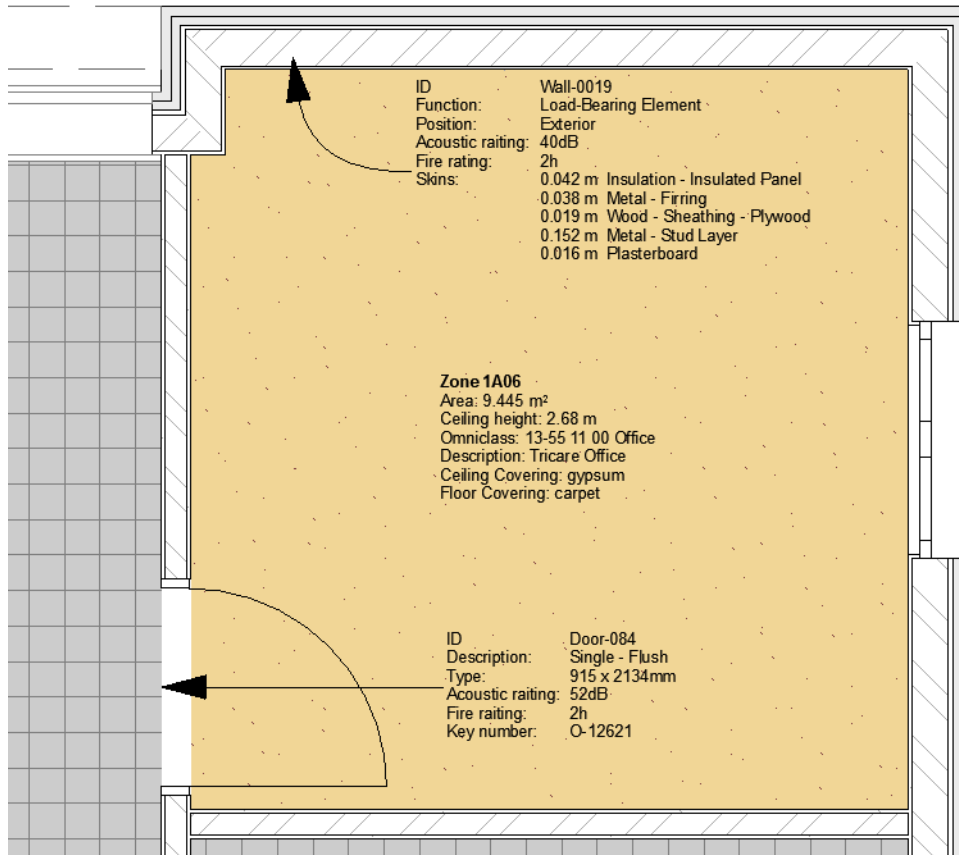 ID Wall-0019
Function: Load-Bearing Element
Position: Exterior
Acoustic raiting: 40dB
Fire rating: 2h
Skins: 0.042 m Insulation - Insulated Panel
0.038 m Metal - Firring
0.019 m Wood - Sheathing - Plywood
0.152 m Metal - Stud Layer
0.016 m Plasterboard
Zone 1A06
Area: 9.445 m²
Ceiling height: 2.68 m
Omniclass: 13-55 11 00 Office
Description: Tricare Office
Ceiling Covering: gypsum
Floor Covering: carpet
ID Door-084
Description: Single - Flush
Type: 915 x 2134mm
Acoustic raiting: 52dB
Fire raiting: 2h
Key number: O-12621